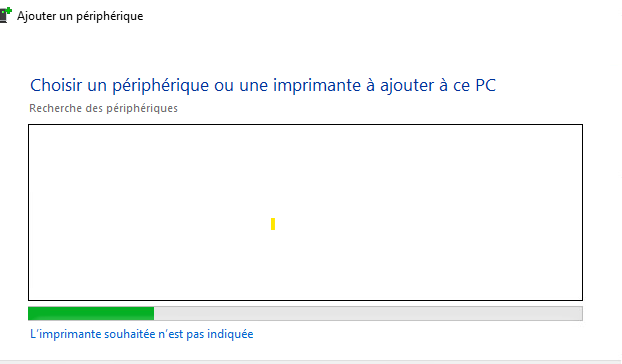 Ajouter un périphérique
Choisir un périphérique ou une imprimante à ajouter à ce PC
Recherche des périphériques
L'imprimante souhaitée n'est pas indiquée